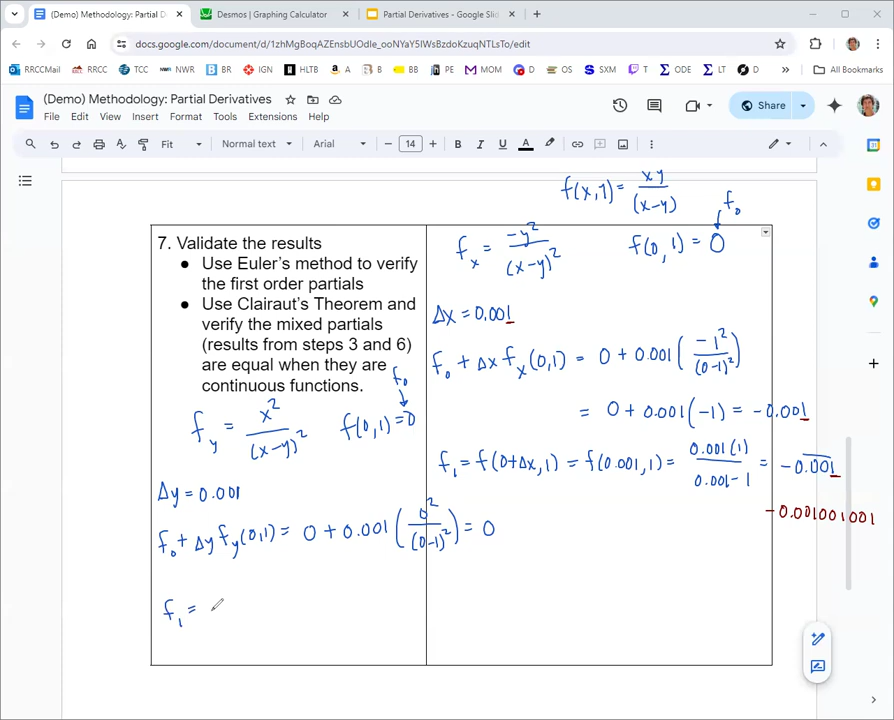 (Demo) Methodology: Partial D
Desmos | Graphing Calculator
Partial Derivatives - Google Slid
docs.google.com/document/d/1zhMgBoqAZEnsbUOdle_ooNYaY5IWsBzdoKzuqNTLsTo/edit
RRCCMail RRCC TCC NWR BR IGN HLTB A B BB PE MOM D OS SXM T ODE LT D All Bookmarks
(Demo) Methodology: Partial Derivatives
File Edit View Insert Format Tools Extensions Help
Share
Fit Normal text Arial 14 B I U A
f(x,1) = xy/(x-y)
f₀
7. Validate the results
● Use Euler's method to verify
the first order partials
● Use Clairaut's Theorem and
verify the mixed partials
(results from steps 3 and 6)
are equal when they are
continuous functions.
f₀
f_y = x²/(x-y)² f(0,1) = 0
Δy = 0.001
f₀ + Δy f_y(0,1) = 0 + 0.001 (0²/(0-1)²) = 0
f₁ =
f_x = -y²/(x-y)² f(0,1) = 0
Δx = 0.001
f₀ + Δx f_x(0,1) = 0 + 0.001 (-1²/(0-1)²)
= 0 + 0.001 (-1) = -0.001
f₁ = f(0+Δx,1) = f(0.001,1) = 0.001(1)/0.001-1 = -0.001
-0.001001001